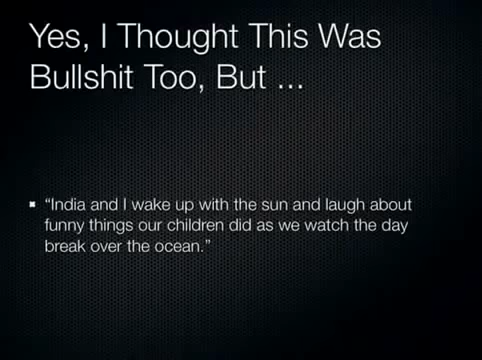 Yes, I Thought This Was
Bullshit Too, But ...
“India and I wake up with the sun and laugh about
funny things our children did as we watch the day
break over the ocean.”